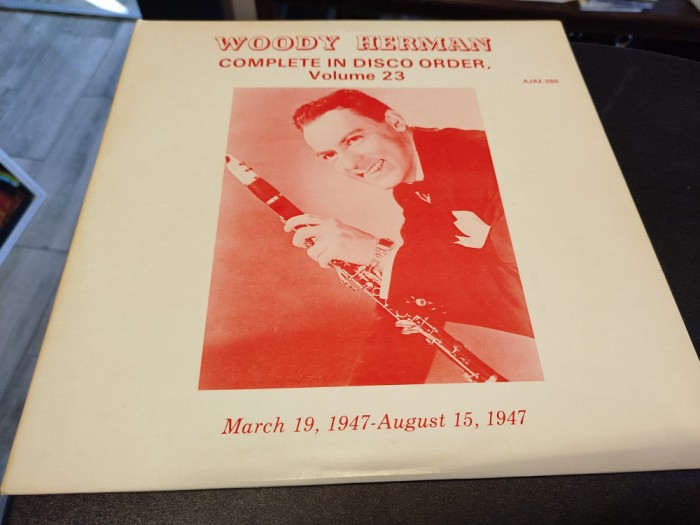 WOODY HERMAN
COMPLETE IN DISCO ORDER,
Volume 23
March 19, 1947-August 15, 1947